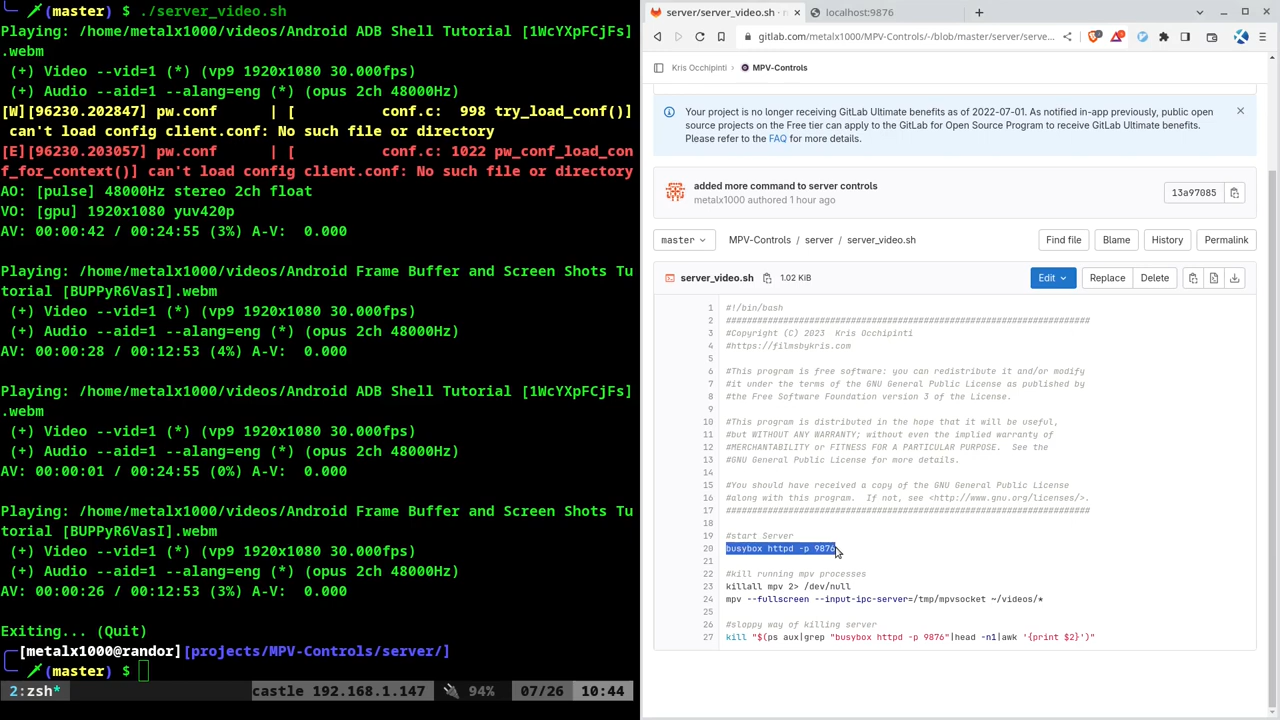 (master) $ ./server_video.sh
Playing: /home/metalx1000/videos/Android ADB Shell Tutorial [1WcYXpFCjFs]
.webm
(+) Video --vid=1 (*) (vp9 1920x1080 30.000fps)
(+) Audio --aid=1 --alang=eng (*) (opus 2ch 48000Hz)
[W][96230.202847] pw.conf      | [          conf.c:  998 try_load_conf()]
can't load config client.conf: No such file or directory
[E][96230.203057] pw.conf      | [          conf.c: 1022 pw_conf_load_con
f_for_context()] can't load config client.conf: No such file or directory
AO: [pulse] 48000Hz stereo 2ch float
VO: [gpu] 1920x1080 yuv420p
AV: 00:00:42 / 00:24:55 (3%) A-V:  0.000
Playing: /home/metalx1000/videos/Android Frame Buffer and Screen Shots Tu
torial [BUPPyR6VasI].webm
(+) Video --vid=1 (*) (vp9 1920x1080 30.000fps)
(+) Audio --aid=1 --alang=eng (*) (opus 2ch 48000Hz)
AV: 00:00:28 / 00:12:53 (4%) A-V:  0.000
Playing: /home/metalx1000/videos/Android ADB Shell Tutorial [1WcYXpFCjFs]
.webm
(+) Video --vid=1 (*) (vp9 1920x1080 30.000fps)
(+) Audio --aid=1 --alang=eng (*) (opus 2ch 48000Hz)
AV: 00:00:01 / 00:24:55 (0%) A-V:  0.000
Playing: /home/metalx1000/videos/Android Frame Buffer and Screen Shots Tu
torial [BUPPyR6VasI].webm
(+) Video --vid=1 (*) (vp9 1920x1080 30.000fps)
(+) Audio --aid=1 --alang=eng (*) (opus 2ch 48000Hz)
AV: 00:00:26 / 00:12:53 (3%) A-V:  0.000
Exiting... (Quit)
[metalx1000@randor][projects/MPV-Controls/server/]
(master) $
2:zsh* castle 192.168.1.147 94% 07/26 10:44
server/server_video.sh · localhost:9876
gitlab.com/metalx1000/MPV-Controls/-/blob/master/server/serve...
Kris Occhipinti MPV-Controls
Your project is no longer receiving GitLab Ultimate benefits as of 2022-07-01. As notified in-app previously, public open
source projects on the Free tier can apply to the GitLab for Open Source Program to receive GitLab Ultimate benefits.
Please refer to the FAQ for more details.
added more command to server controls
metalx1000 authored 1 hour ago
13a97085
master MPV-Controls / server / server_video.sh Find file Blame History Permalink
server_video.sh 1.02 KiB Edit Replace Delete
1 #!/bin/bash
2 ######################################################################
3 #Copyright (C) 2023  Kris Occhipinti
4 #https://filmsbykris.com
5
6 #This program is free software: you can redistribute it and/or modify
7 #it under the terms of the GNU General Public License as published by
8 #the Free Software Foundation version 3 of the License.
9
10 #This program is distributed in the hope that it will be useful,
11 #but WITHOUT ANY WARRANTY; without even the implied warranty of
12 #MERCHANTABILITY or FITNESS FOR A PARTICULAR PURPOSE.  See the
13 #GNU General Public License for more details.
14
15 #You should have received a copy of the GNU General Public License
16 #along with this program.  If not, see <http://www.gnu.org/licenses/>.
17 ######################################################################
18
19 #start Server
20 busybox httpd -p 9876
21
22 #kill running mpv processes
23 killall mpv 2> /dev/null
24 mpv --fullscreen --input-ipc-server=/tmp/mpvsocket ~/videos/*
25
26 #sloppy way of killing server
27 kill "$(ps aux|grep "busybox httpd -p 9876"|head -n1|awk '{print $2}')"